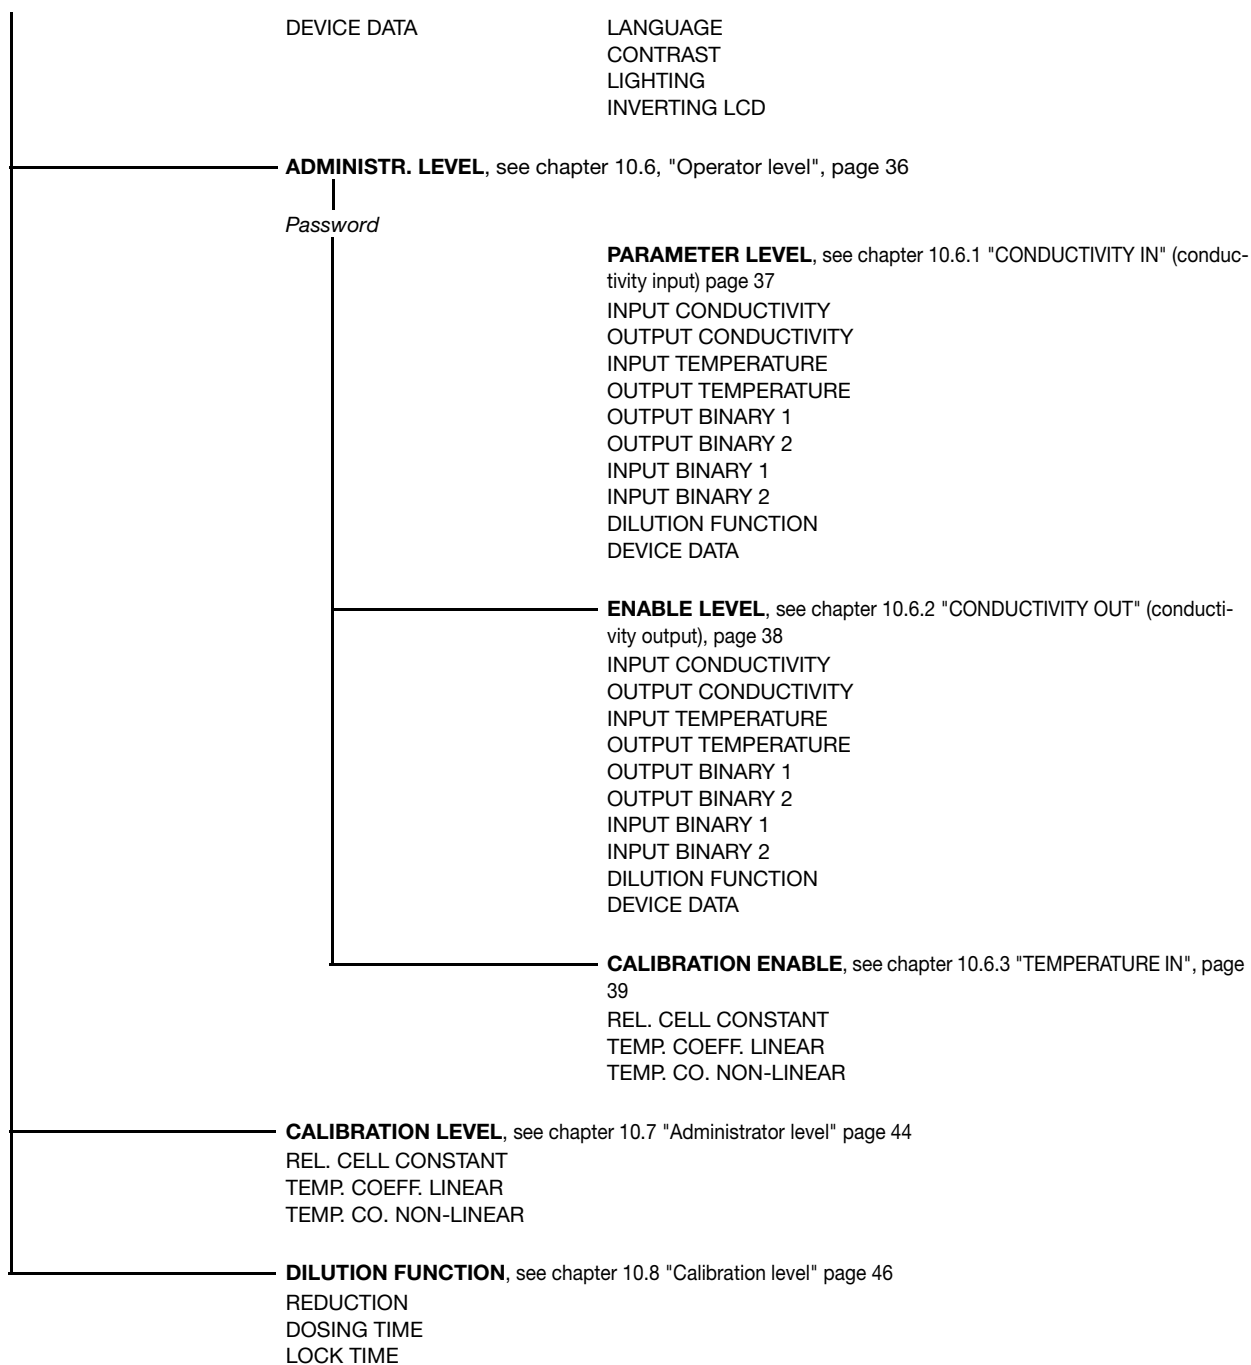 DEVICE DATA LANGUAGE
CONTRAST
LIGHTING
INVERTING LCD
ADMINISTR. LEVEL, see chapter 10.6, "Operator level", page 36
Password
PARAMETER LEVEL, see chapter 10.6.1 "CONDUCTIVITY IN" (conduc-
tivity input) page 37
INPUT CONDUCTIVITY
OUTPUT CONDUCTIVITY
INPUT TEMPERATURE
OUTPUT TEMPERATURE
OUTPUT BINARY 1
OUTPUT BINARY 2
INPUT BINARY 1
INPUT BINARY 2
DILUTION FUNCTION
DEVICE DATA
ENABLE LEVEL, see chapter 10.6.2 "CONDUCTIVITY OUT" (conducti-
vity output), page 38
INPUT CONDUCTIVITY
OUTPUT CONDUCTIVITY
INPUT TEMPERATURE
OUTPUT TEMPERATURE
OUTPUT BINARY 1
OUTPUT BINARY 2
INPUT BINARY 1
INPUT BINARY 2
DILUTION FUNCTION
DEVICE DATA
CALIBRATION ENABLE, see chapter 10.6.3 "TEMPERATURE IN", page
39
REL. CELL CONSTANT
TEMP. COEFF. LINEAR
TEMP. CO. NON-LINEAR
CALIBRATION LEVEL, see chapter 10.7 "Administrator level" page 44
REL. CELL CONSTANT
TEMP. COEFF. LINEAR
TEMP. CO. NON-LINEAR
DILUTION FUNCTION, see chapter 10.8 "Calibration level" page 46
REDUCTION
DOSING TIME
LOCK TIME